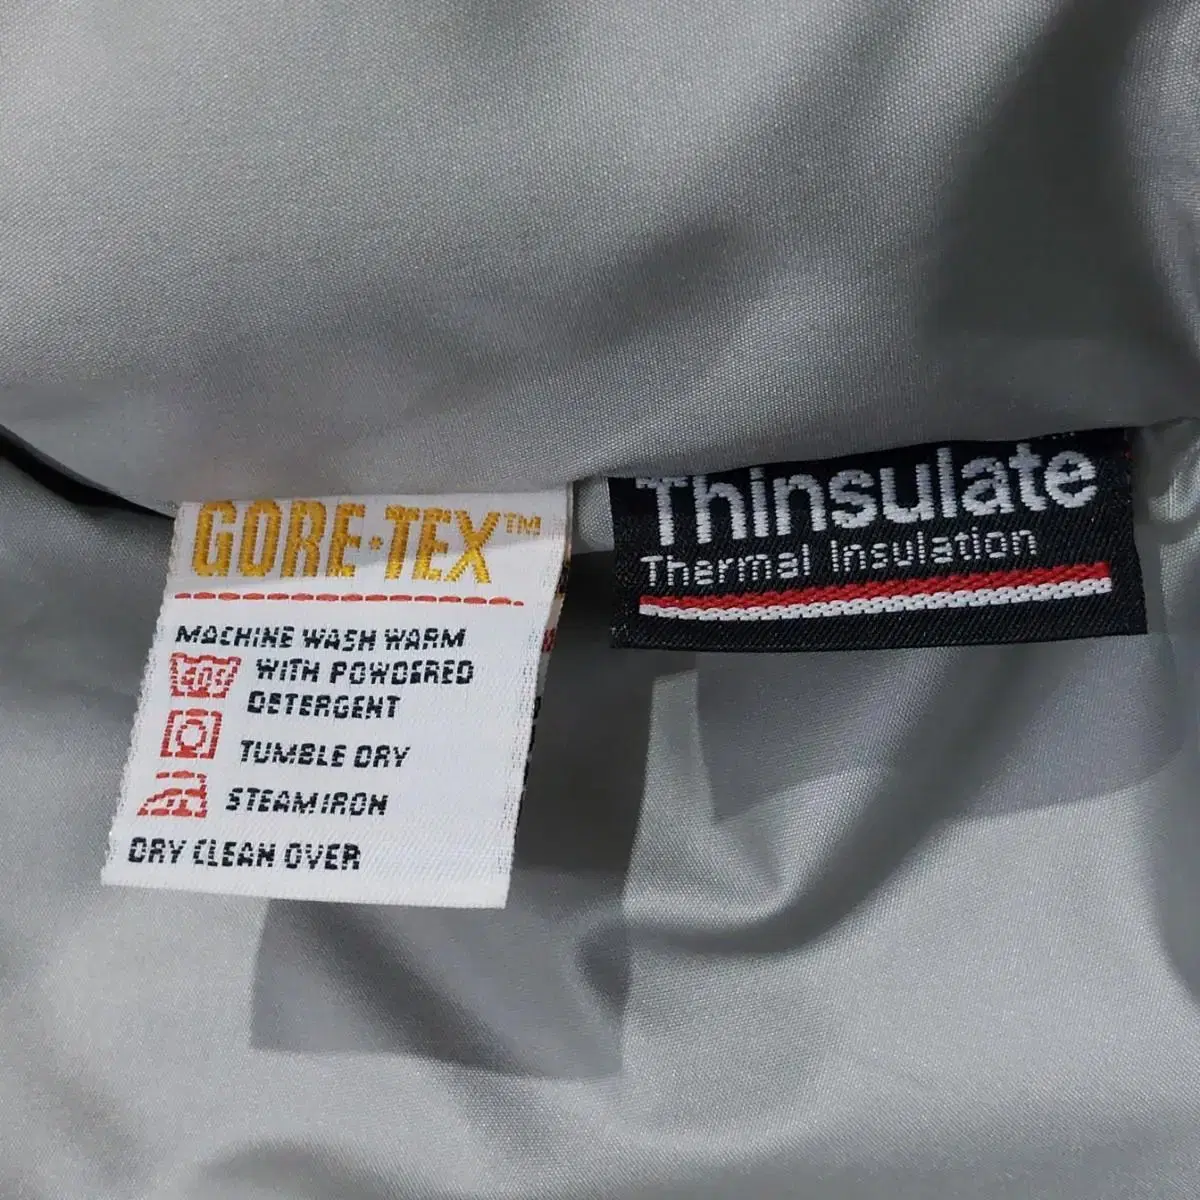 GORE-TEX™
MACHINE WASH WARM
WITH POWDERED
DETERGENT
TUMBLE DRY
STEAM IRON
DRY CLEAN OVER
Thinsulate
Thermal Insulation